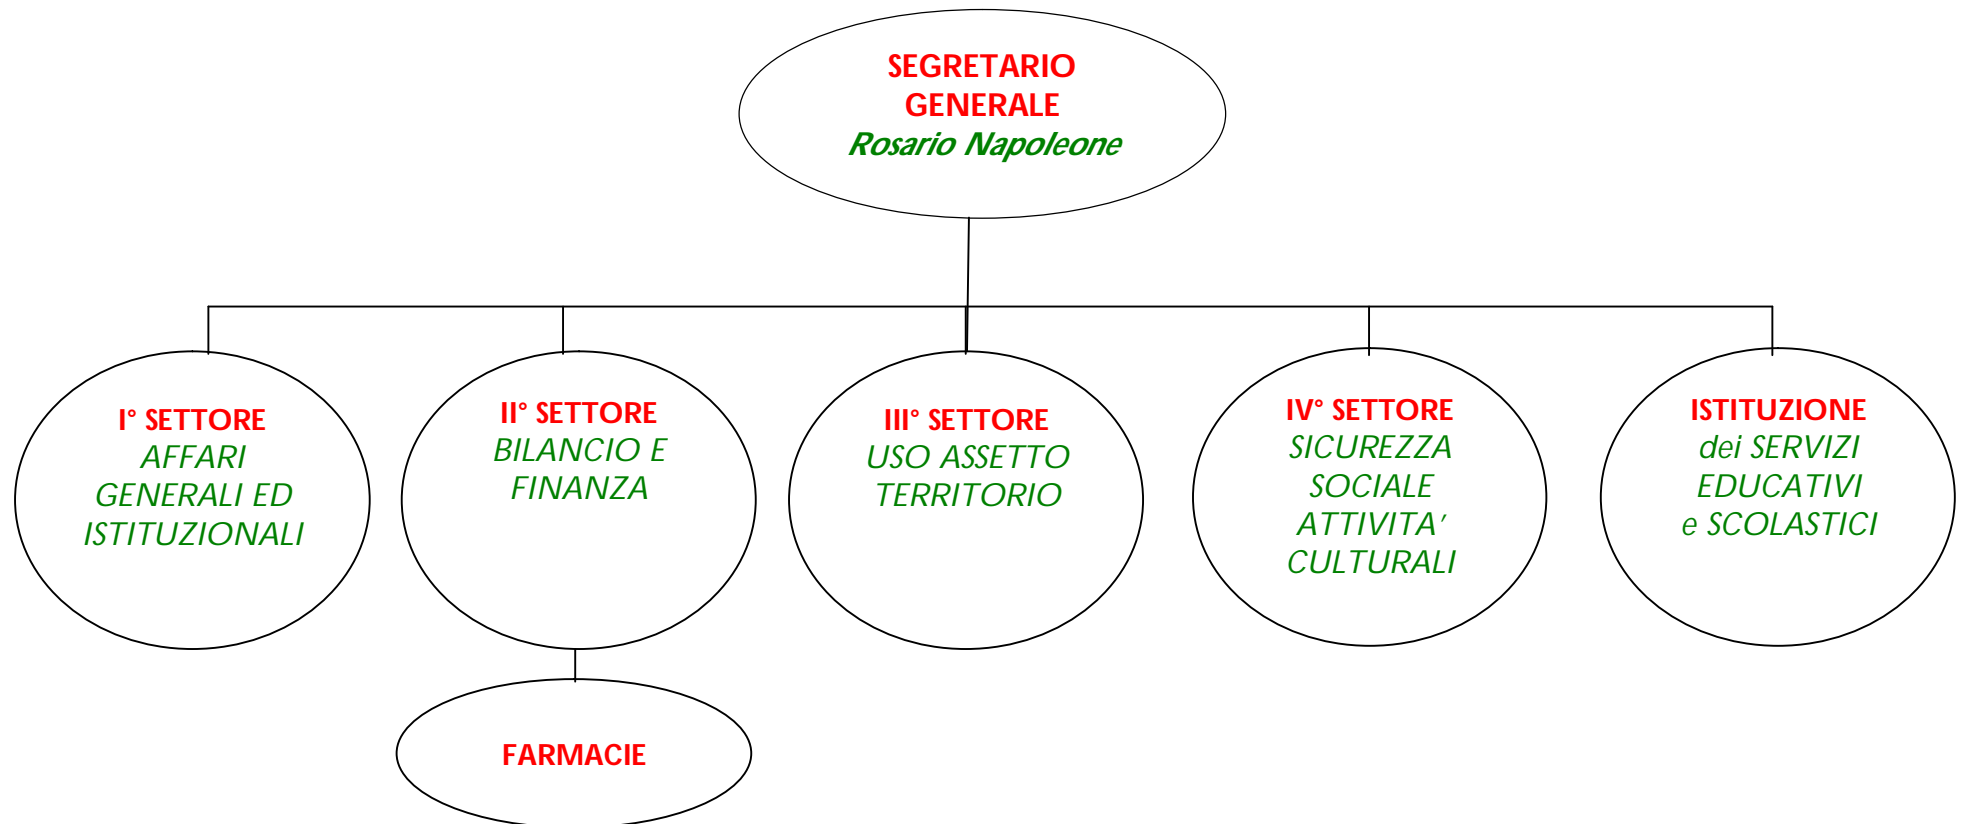 SEGRETARIO
GENERALE
Rosario Napoleone
I° SETTORE
AFFARI
GENERALI ED
ISTITUZIONALI
II° SETTORE
BILANCIO E
FINANZA
III° SETTORE
USO ASSETTO
TERRITORIO
IV° SETTORE
SICUREZZA
SOCIALE
ATTIVITA’
CULTURALI
ISTITUZIONE
dei SERVIZI
EDUCATIVI
e SCOLASTICI
FARMACIE